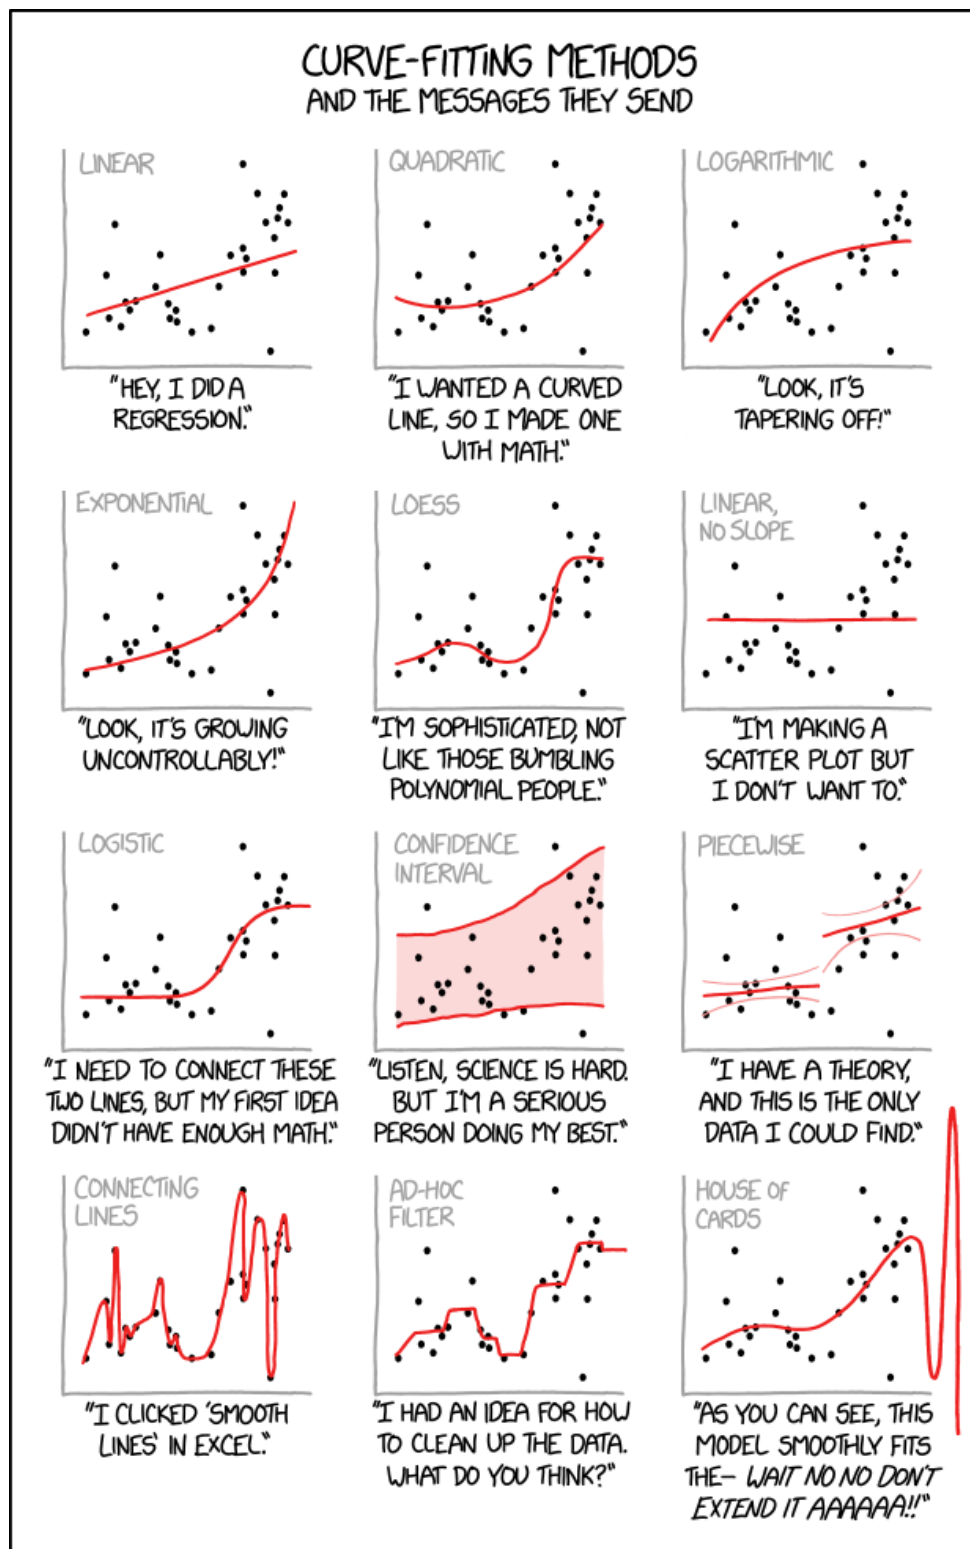 CURVE-FITTING METHODS
AND THE MESSAGES THEY SEND
LINEAR
"HEY, I DID A
REGRESSION."
QUADRATIC
"I WANTED A CURVED
LINE, SO I MADE ONE
WITH MATH."
LOGARITHMIC
"LOOK, IT'S
TAPERING OFF!"
EXPONENTIAL
"LOOK, IT'S GROWING
UNCONTROLLABLY!"
LOESS
"I'M SOPHISTICATED, NOT
LIKE THOSE BUMBLING
POLYNOMIAL PEOPLE."
LINEAR,
NO SLOPE
"I'M MAKING A
SCATTER PLOT BUT
I DON'T WANT TO."
LOGISTIC
"I NEED TO CONNECT THESE
TWO LINES, BUT MY FIRST IDEA
DIDN'T HAVE ENOUGH MATH."
CONFIDENCE
INTERVAL
"LISTEN, SCIENCE IS HARD.
BUT I'M A SERIOUS
PERSON DOING MY BEST."
PIECEWISE
"I HAVE A THEORY,
AND THIS IS THE ONLY
DATA I COULD FIND."
CONNECTING
LINES
"I CLICKED 'SMOOTH
LINES' IN EXCEL."
AD-HOC
FILTER
"I HAD AN IDEA FOR HOW
TO CLEAN UP THE DATA.
WHAT DO YOU THINK?"
HOUSE OF
CARDS
"AS YOU CAN SEE, THIS
MODEL SMOOTHLY FITS
THE– WAIT NO NO DON'T
EXTEND IT AAAAAA!!"